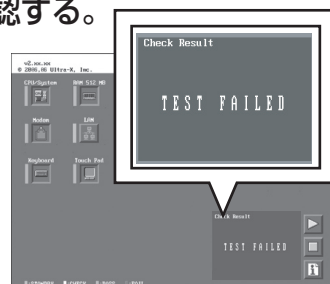 認する。
Check Result
TEST FAILED
v2.xx.xx
© 2006,06 Ultra-X, Inc.
CPU/System
RAM 512 MB
Modem
LAN
Keyboard
Touch Pad
Check Result
TEST FAILED